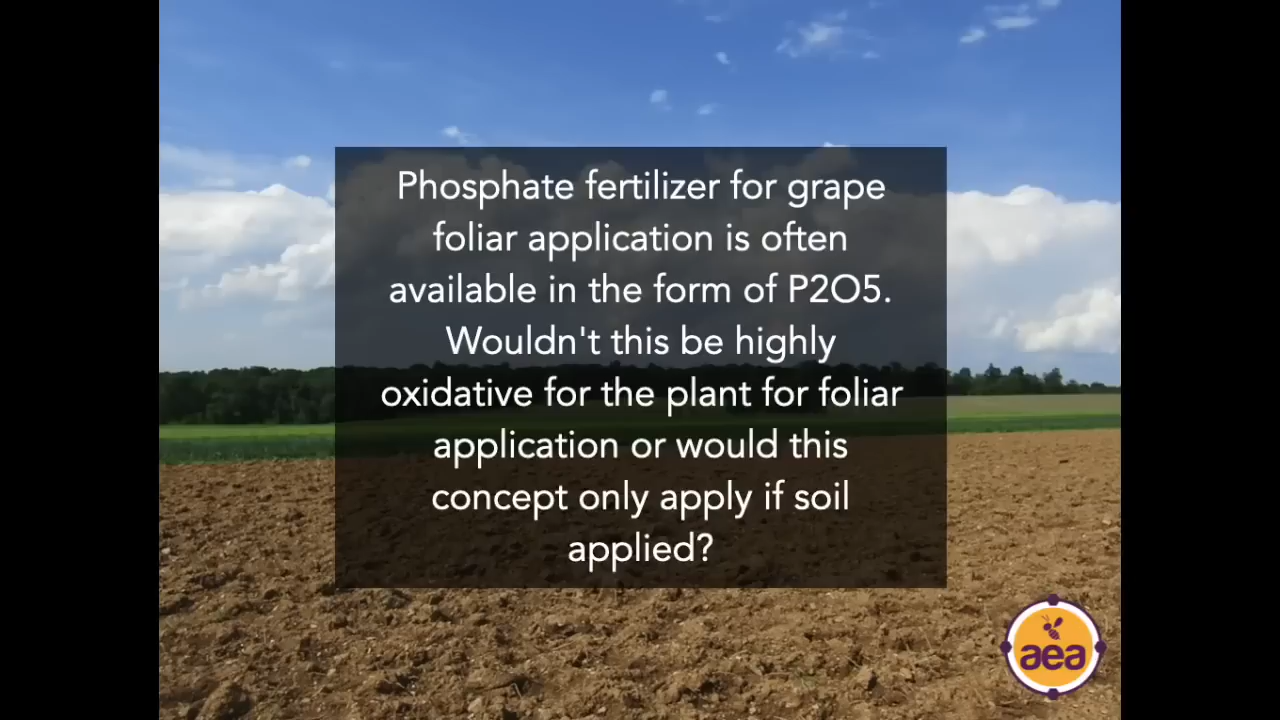 Phosphate fertilizer for grape
foliar application is often
available in the form of P2O5.
Wouldn't this be highly
oxidative for the plant for foliar
application or would this
concept only apply if soil
applied?
aea